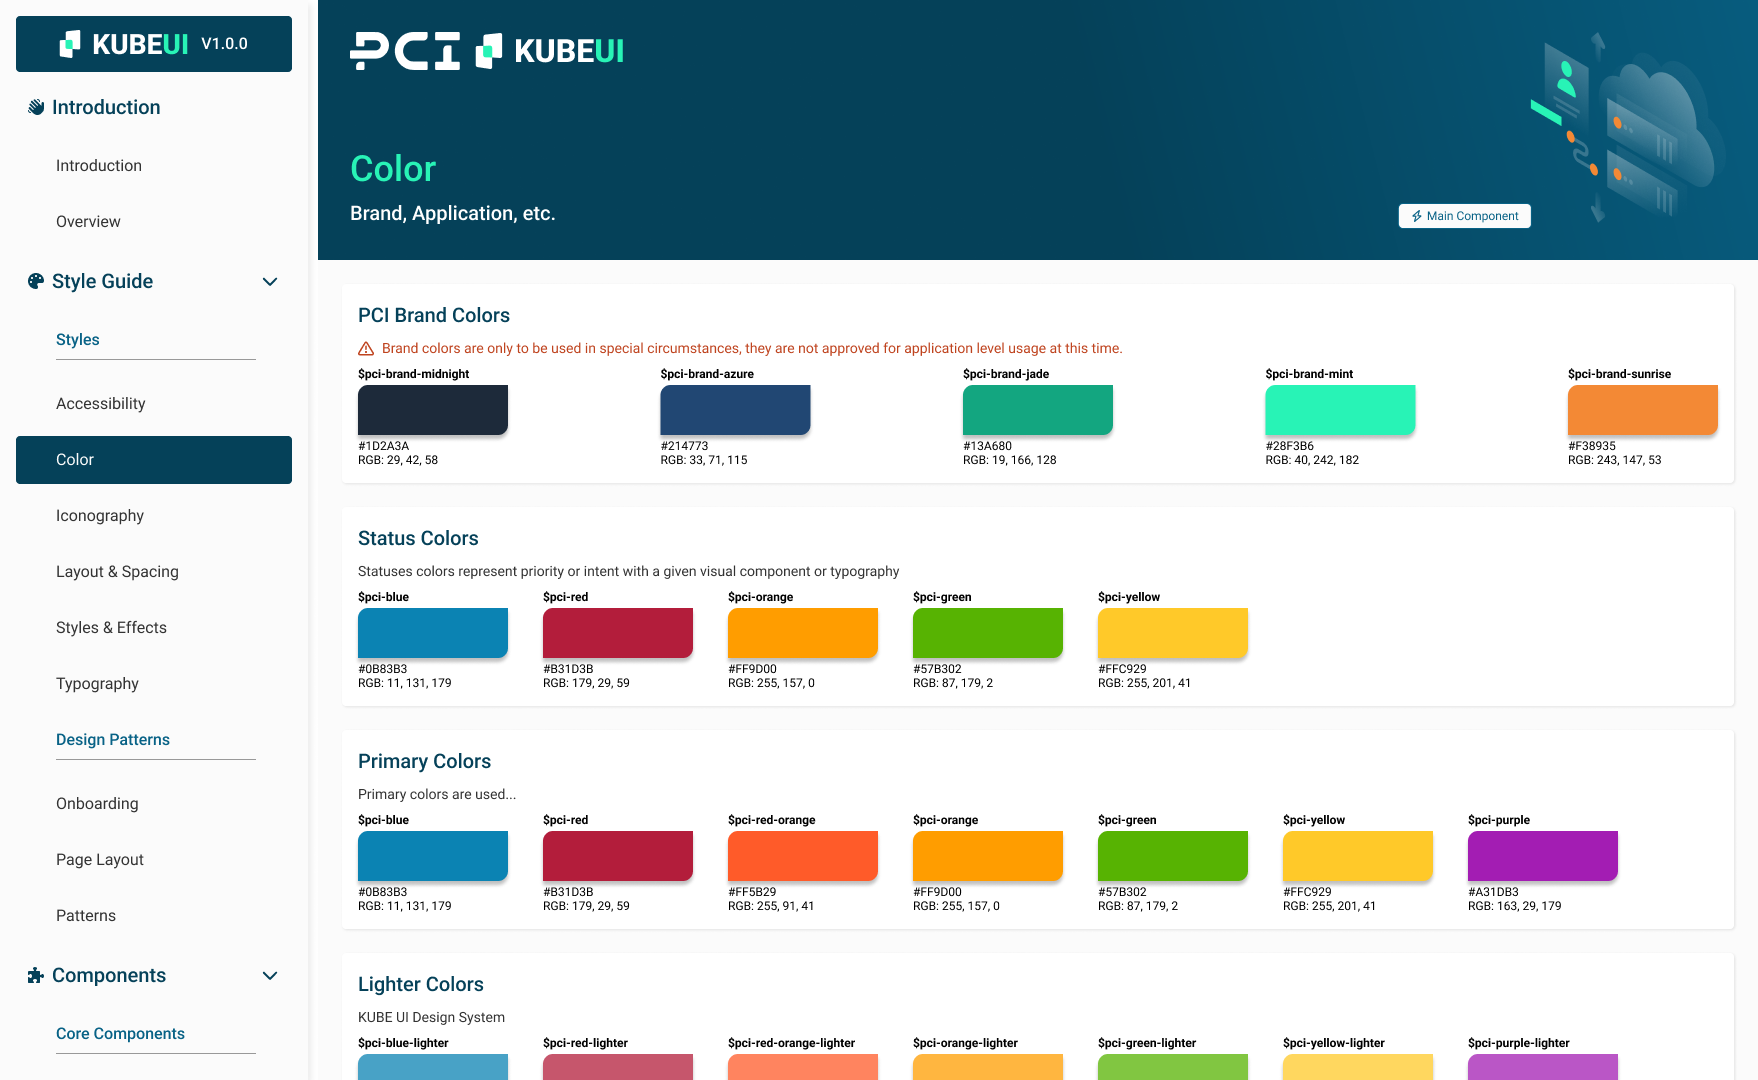 KUBEUI V1.0.0
Introduction
Introduction
Overview
Style Guide
Styles
Accessibility
Color
Iconography
Layout & Spacing
Styles & Effects
Typography
Design Patterns
Onboarding
Page Layout
Patterns
Components
Core Components
PCI KUBEUI
Color
Brand, Application, etc.
Main Component
PCI Brand Colors
Brand colors are only to be used in special circumstances, they are not approved for application level usage at this time.
$pci-brand-midnight $pci-brand-azure $pci-brand-jade $pci-brand-mint $pci-brand-sunrise
#1D2A3A #214773 #13A680 #28F3B6 #F38935
RGB: 29, 42, 58 RGB: 33, 71, 115 RGB: 19, 166, 128 RGB: 40, 242, 182 RGB: 243, 147, 53
Status Colors
Statuses colors represent priority or intent with a given visual component or typography
$pci-blue $pci-red $pci-orange $pci-green $pci-yellow
#0B83B3 #B31D3B #FF9D00 #57B302 #FFC929
RGB: 11, 131, 179 RGB: 179, 29, 59 RGB: 255, 157, 0 RGB: 87, 179, 2 RGB: 255, 201, 41
Primary Colors
Primary colors are used...
$pci-blue $pci-red $pci-red-orange $pci-orange $pci-green $pci-yellow $pci-purple
#0B83B3 #B31D3B #FF5B29 #FF9D00 #57B302 #FFC929 #A31DB3
RGB: 11, 131, 179 RGB: 179, 29, 59 RGB: 255, 91, 41 RGB: 255, 157, 0 RGB: 87, 179, 2 RGB: 255, 201, 41 RGB: 163, 29, 179
Lighter Colors
KUBE UI Design System
$pci-blue-lighter $pci-red-lighter $pci-red-orange-lighter $pci-orange-lighter $pci-green-lighter $pci-yellow-lighter $pci-purple-lighter